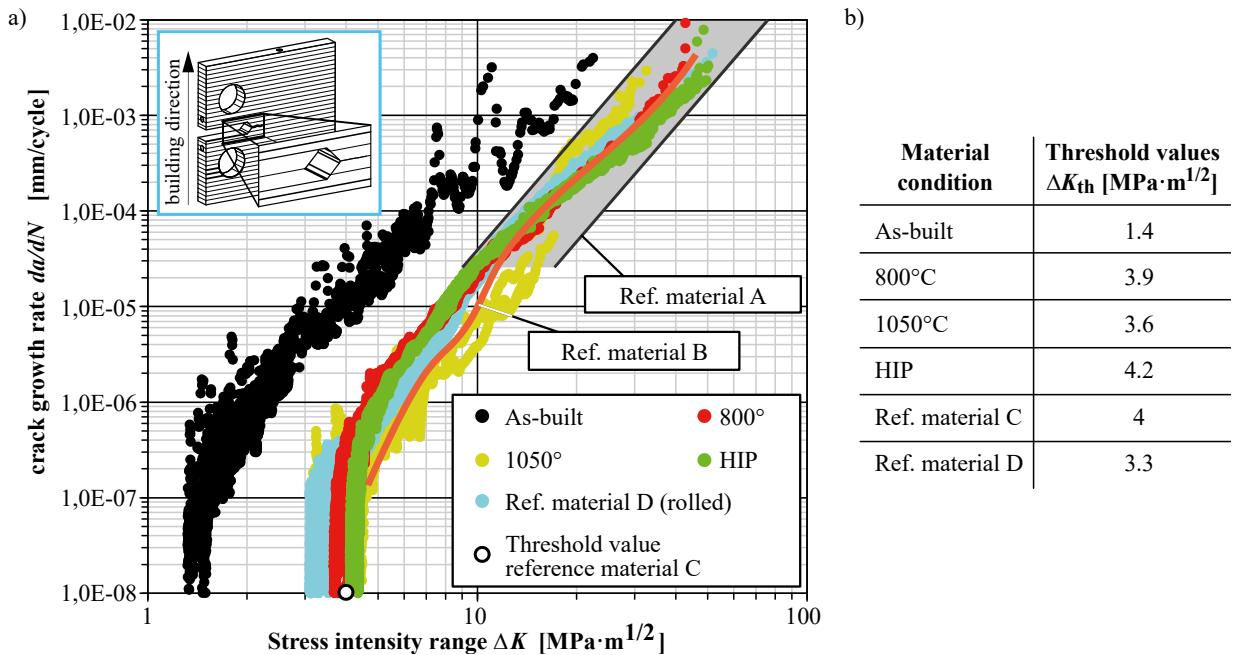 a)
1,0E-02
1,0E-03
1,0E-04
1,0E-05
1,0E-06
1,0E-07
1,0E-08
crack growth rate da/dN [mm/cycle]
building direction
Ref. material A
Ref. material B
As-built
800°
1050°
HIP
Ref. material D (rolled)
Threshold value
reference material C
1
10
100
Stress intensity range ΔK [MPa·m1/2]
b)
Material condition
Threshold values ΔKth [MPa·m1/2]
As-built 1.4
800°C 3.9
1050°C 3.6
HIP 4.2
Ref. material C 4
Ref. material D 3.3